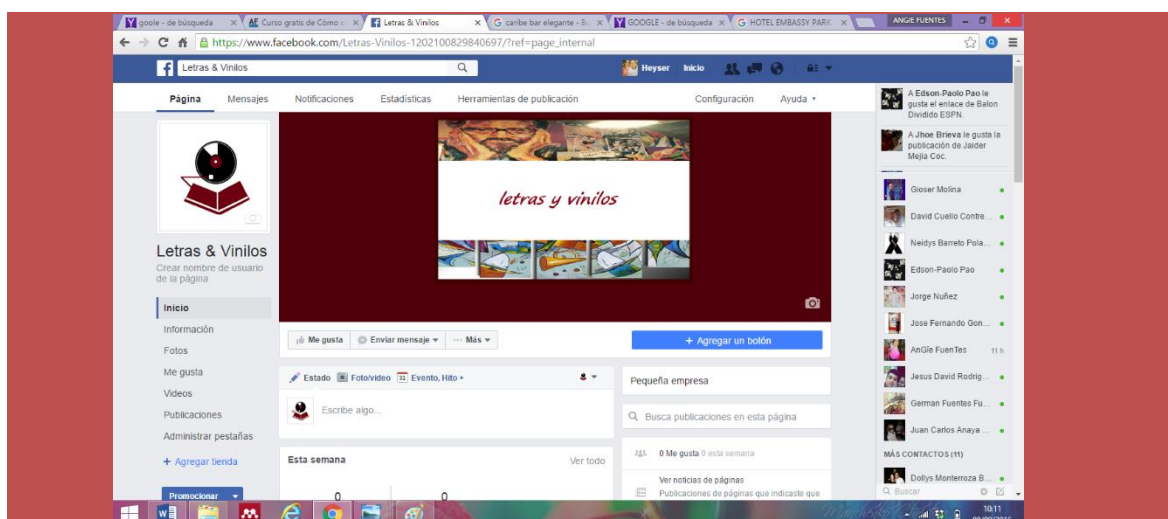 goole - de búsqueda
Curso gratis de Cómo
Letras & Vinilos
caribe bar elegante - Bu
GOOGLE - de búsqueda
HOTEL EMBASSY PARK
ANGIE FUENTES
https://www.facebook.com/Letras-Vinilos-1202100829840697/?ref=page_internal
Letras & Vinilos
Heyser
Inicio
Página
Mensajes
Notificaciones
Estadísticas
Herramientas de publicación
Configuración
Ayuda
letras y vinilos
Letras & Vinilos
Crear nombre de usuario
de la página
Inicio
Información
Fotos
Me gusta
Videos
Publicaciones
Administrar pestañas
+ Agregar tienda
Promocionar
Me gusta
Enviar mensaje
··· Más
+ Agregar un botón
Estado
Foto/video
31
Evento, Hito +
Escribe algo...
Esta semana
Ver todo
0
0
Pequeña empresa
Busca publicaciones en esta página
0 Me gusta 0 esta semana
Ver noticias de páginas
Publicaciones de páginas que indicaste que
A Edson-Paolo Pao le
gusta el enlace de Balon
Dividido ESPN.
A Jhoe Brieva le gusta la
publicación de Jaider
Mejia Coc.
Gioser Molina
David Cuello Contre...
Neidys Barreto Pola...
Edson-Paolo Pao
Jorge Nuñez
Jose Fernando Gon...
AnGie FuenTes
11 h
Jesus David Rodrig...
German Fuentes Fu...
Juan Carlos Anaya ...
MÁS CONTACTOS (11)
Dollys Monterroza B...
Buscar
10:11